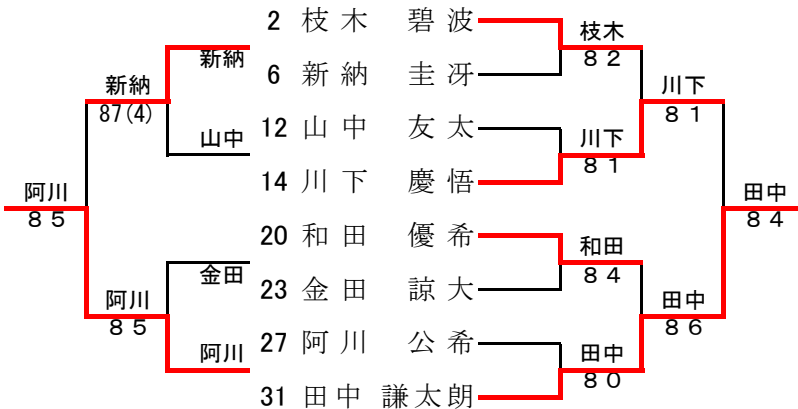 2 枝木 碧波
枝木
新納
82
6 新納 圭冴
新納
川下
87(4)
81
12 山中 友太
山中
川下
81
14 川下 慶悟
阿川
田中
85
84
20 和田 優希
和田
金田
84
23 金田 諒大
阿川
田中
85
86
27 阿川 公希
阿川
田中
80
31 田中 謙太朗